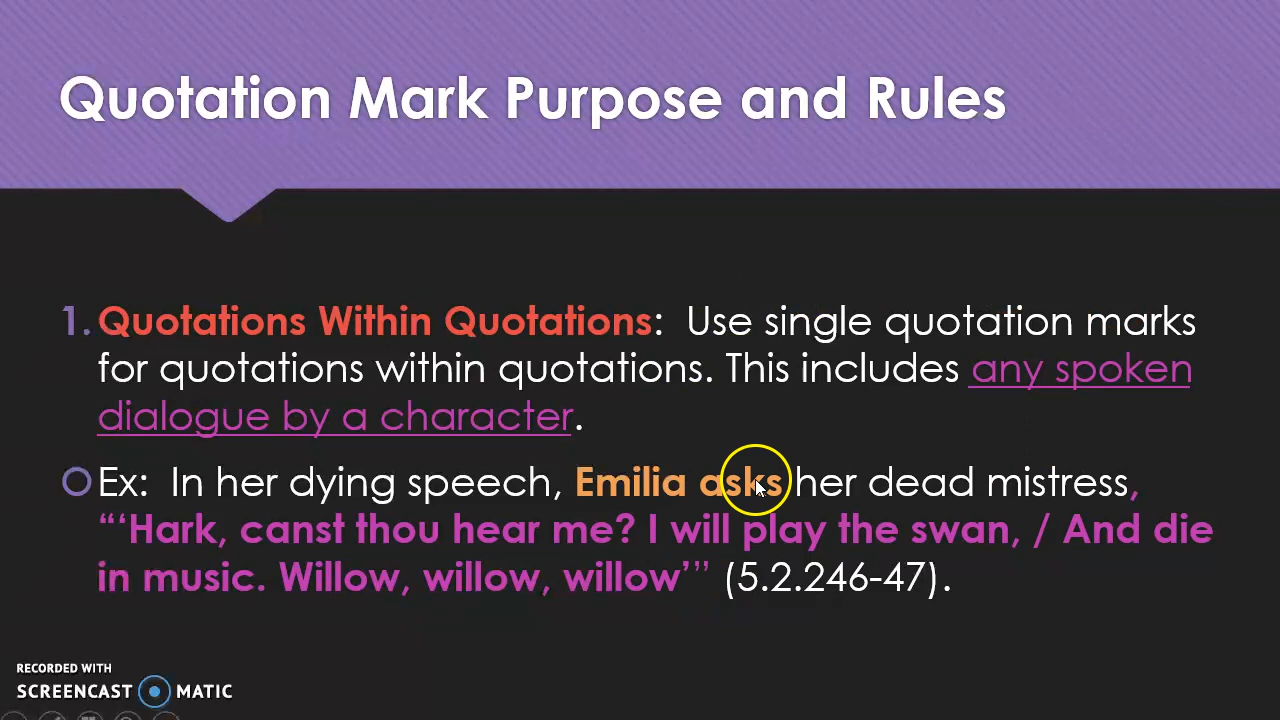 Quotation Mark Purpose and Rules
1. Quotations Within Quotations:  Use single quotation marks
for quotations within quotations. This includes any spoken
dialogue by a character.
Ex:  In her dying speech, Emilia asks her dead mistress,
“‘Hark, canst thou hear me? I will play the swan, / And die
in music. Willow, willow, willow’” (5.2.246-47).
RECORDED WITH
SCREENCAST MATIC